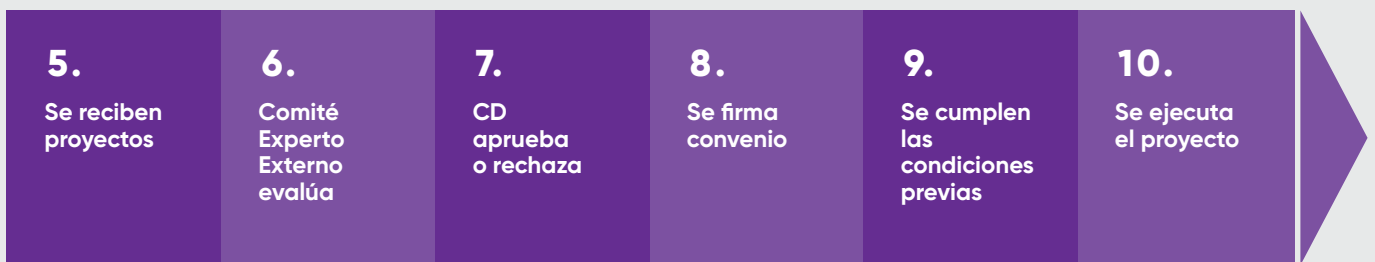 5.
Se reciben
proyectos
6.
Comité
Experto
Externo
evalúa
7.
CD
aprueba
o rechaza
8.
Se firma
convenio
9.
Se cumplen
las
condiciones
previas
10.
Se ejecuta
el proyecto